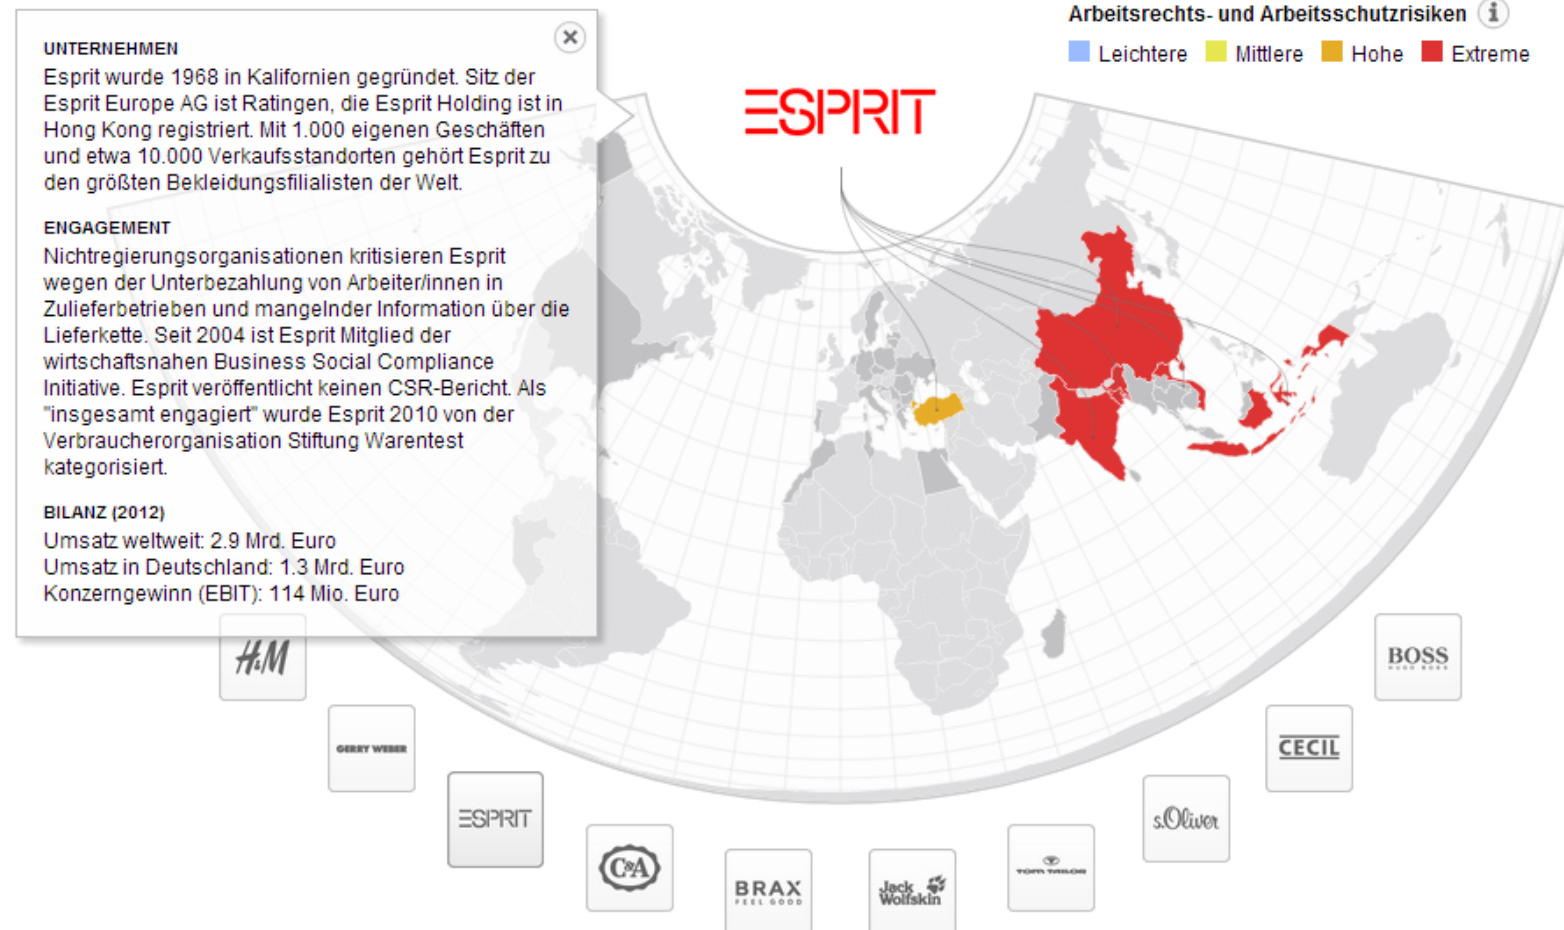 UNTERNEHMEN
Esprit wurde 1968 in Kalifornien gegründet. Sitz der
Esprit Europe AG ist Ratingen, die Esprit Holding ist in
Hong Kong registriert. Mit 1.000 eigenen Geschäften
und etwa 10.000 Verkaufsstandorten gehört Esprit zu
den größten Bekleidungsfilialisten der Welt.
ENGAGEMENT
Nichtregierungsorganisationen kritisieren Esprit
wegen der Unterbezahlung von Arbeiter/innen in
Zulieferbetrieben und mangelnder Information über die
Lieferkette. Seit 2004 ist Esprit Mitglied der
wirtschaftsnahen Business Social Compliance
Initiative. Esprit veröffentlicht keinen CSR-Bericht. Als
"insgesamt engagiert" wurde Esprit 2010 von der
Verbraucherorganisation Stiftung Warentest
kategorisiert.
BILANZ (2012)
Umsatz weltweit: 2.9 Mrd. Euro
Umsatz in Deutschland: 1.3 Mrd. Euro
Konzerngewinn (EBIT): 114 Mio. Euro
Arbeitsrechts- und Arbeitsschutzrisiken i
Leichtere Mittlere Hohe Extreme
ESPRIT
H&M
GERRY WEBER
ESPRIT
C&A
BRAX
FEEL GOOD
Jack
Wolfskin
TOM TAILOR
s.Oliver
CECIL
BOSS
HUGO BOSS